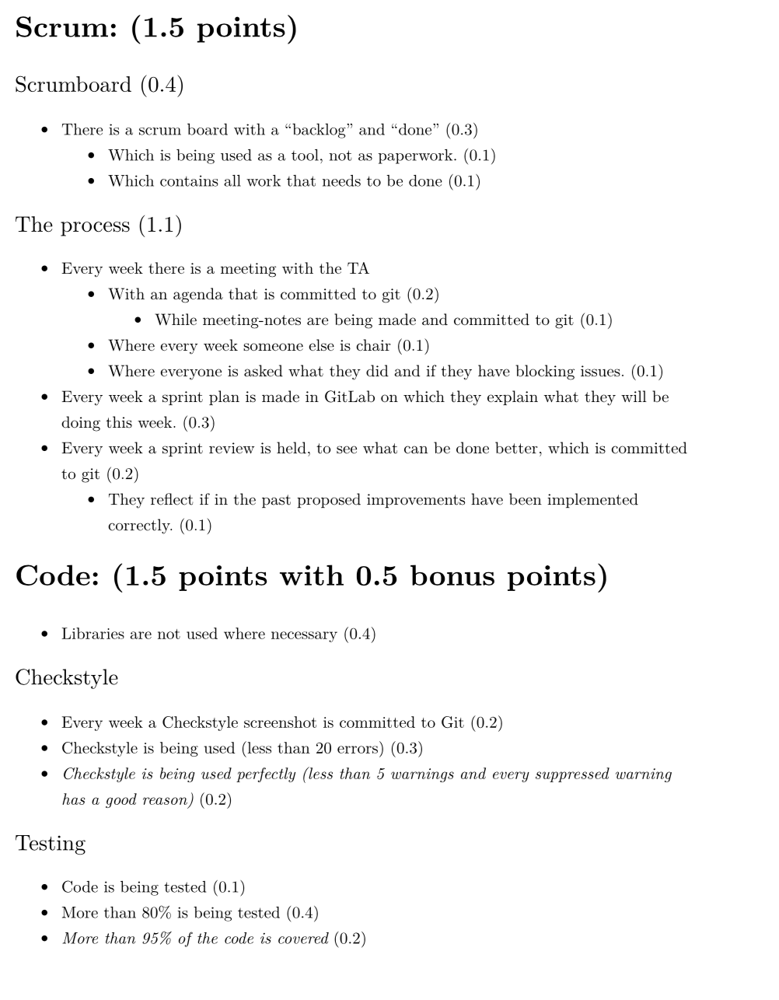 Scrum: (1.5 points)
Scrumboard (0.4)
• There is a scrum board with a “backlog” and “done” (0.3)
• Which is being used as a tool, not as paperwork. (0.1)
• Which contains all work that needs to be done (0.1)
The process (1.1)
• Every week there is a meeting with the TA
• With an agenda that is committed to git (0.2)
• While meeting-notes are being made and committed to git (0.1)
• Where every week someone else is chair (0.1)
• Where everyone is asked what they did and if they have blocking issues. (0.1)
• Every week a sprint plan is made in GitLab on which they explain what they will be
doing this week. (0.3)
• Every week a sprint review is held, to see what can be done better, which is committed
to git (0.2)
• They reflect if in the past proposed improvements have been implemented
correctly. (0.1)
Code: (1.5 points with 0.5 bonus points)
• Libraries are not used where necessary (0.4)
Checkstyle
• Every week a Checkstyle screenshot is committed to Git (0.2)
• Checkstyle is being used (less than 20 errors) (0.3)
• Checkstyle is being used perfectly (less than 5 warnings and every suppressed warning
has a good reason) (0.2)
Testing
• Code is being tested (0.1)
• More than 80% is being tested (0.4)
• More than 95% of the code is covered (0.2)